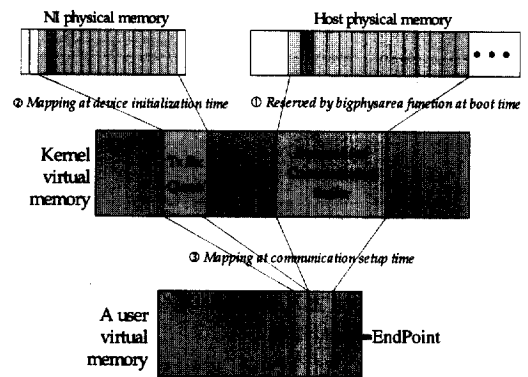 NI physical memory
Host physical memory
② Mapping at device initialization time
① Reserved by bigphysarea function at boot time
Kernel
virtual
memory
③ Mapping at communication setup time
A user
virtual
memory
EndPoint